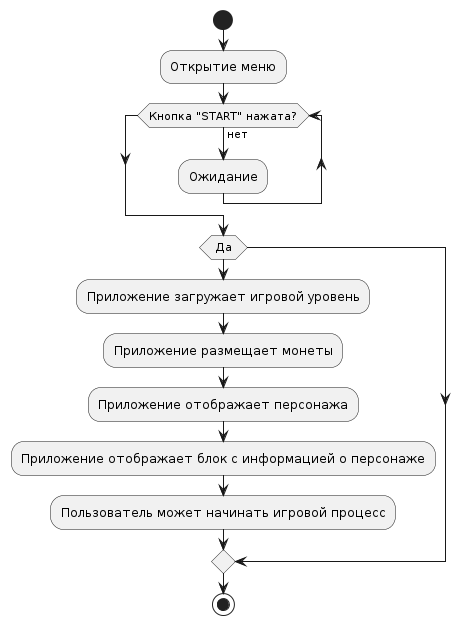 Открытие меню
Кнопка "START" нажата?
нет
Ожидание
Да
Приложение загружает игровой уровень
Приложение размещает монеты
Приложение отображает персонажа
Приложение отображает блок с информацией о персонаже
Пользователь может начинать игровой процесс